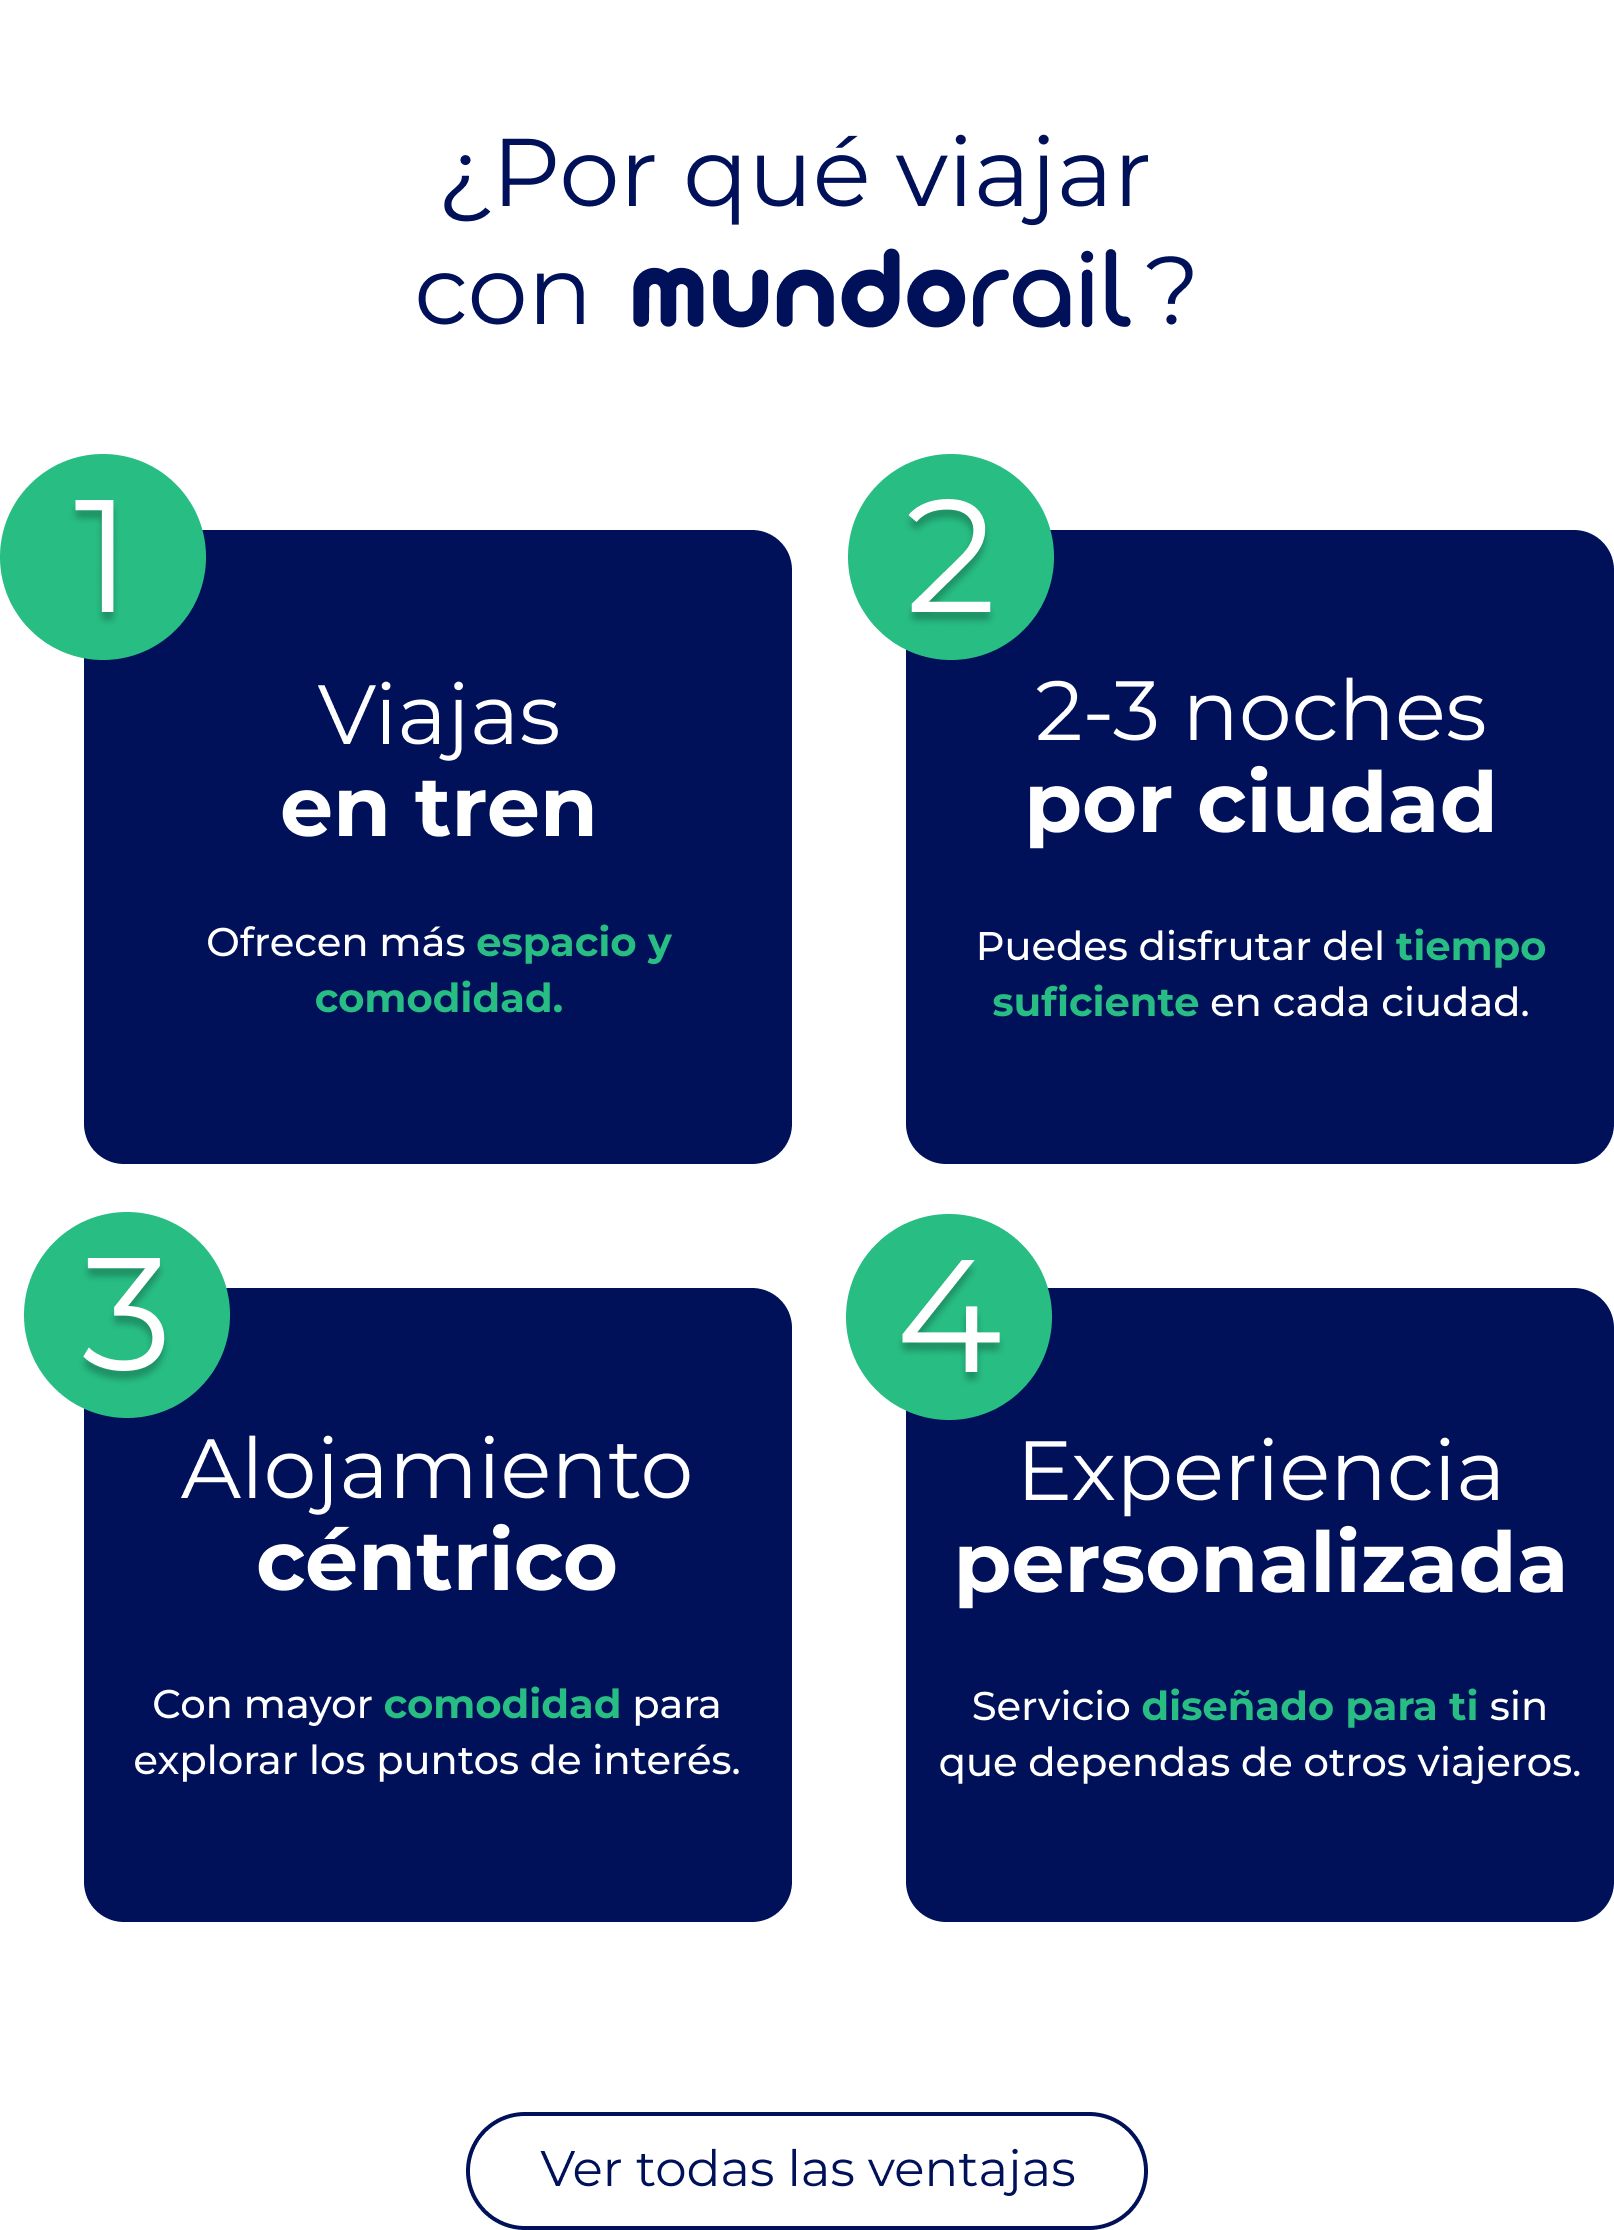 ¿Por qué viajar
con mundorail?
1
Viajas
en tren
Ofrecen más espacio y
comodidad.
2
2-3 noches
por ciudad
Puedes disfrutar del tiempo
suficiente en cada ciudad.
3
Alojamiento
céntrico
Con mayor comodidad para
explorar los puntos de interés.
4
Experiencia
personalizada
Servicio diseñado para ti sin
que dependas de otros viajeros.
Ver todas las ventajas